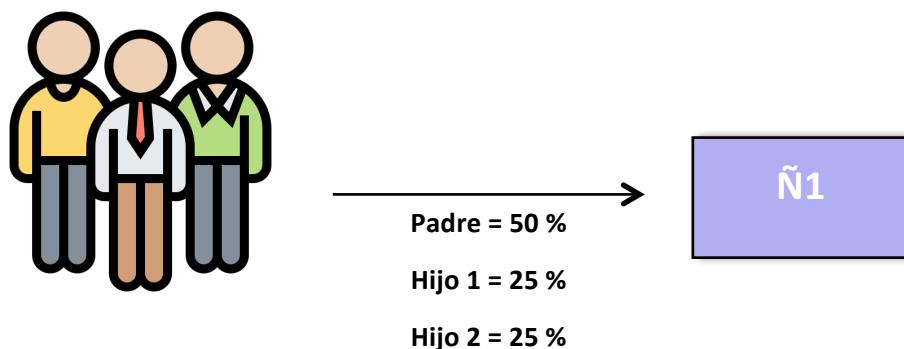 Ñ1
Padre = 50 %
Hijo 1 = 25 %
Hijo 2 = 25 %